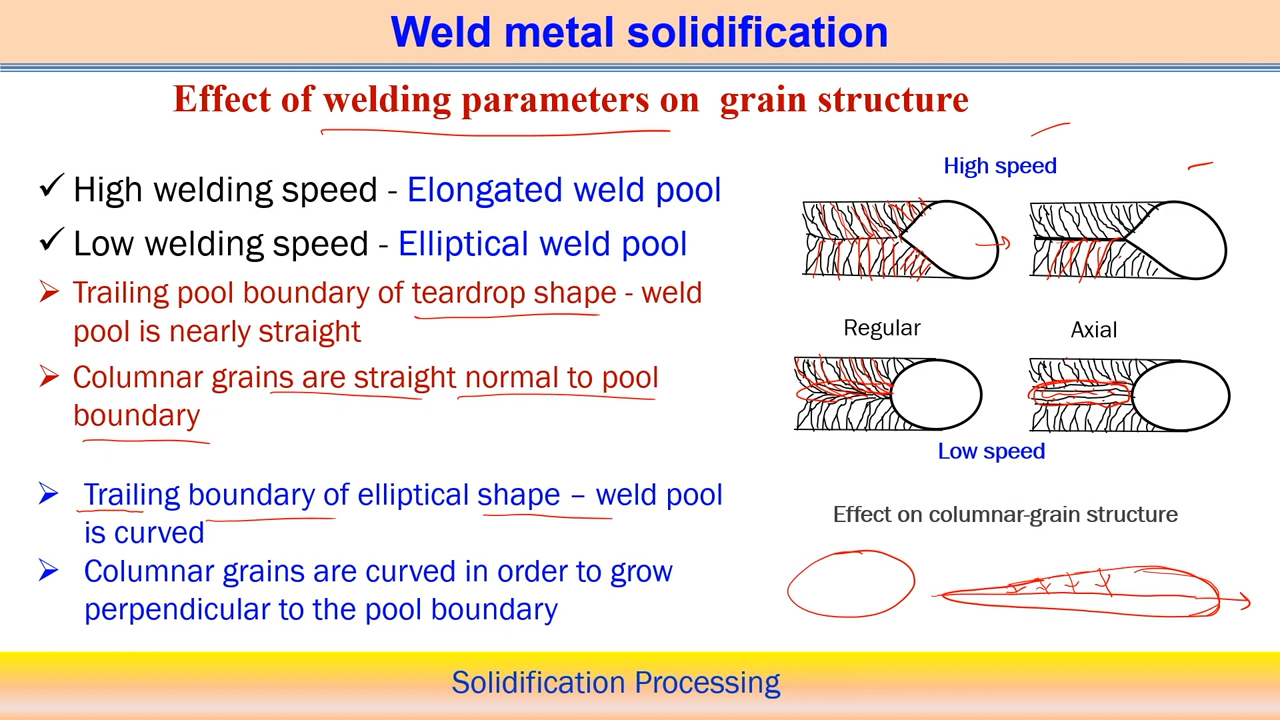 Weld metal solidification
Effect of welding parameters on grain structure
✓ High welding speed - Elongated weld pool
✓ Low welding speed - Elliptical weld pool
➢ Trailing pool boundary of teardrop shape - weld
pool is nearly straight
➢ Columnar grains are straight normal to pool
boundary
➢ Trailing boundary of elliptical shape – weld pool
is curved
➢ Columnar grains are curved in order to grow
perpendicular to the pool boundary
High speed
Regular
Axial
Low speed
Effect on columnar-grain structure
Solidification Processing